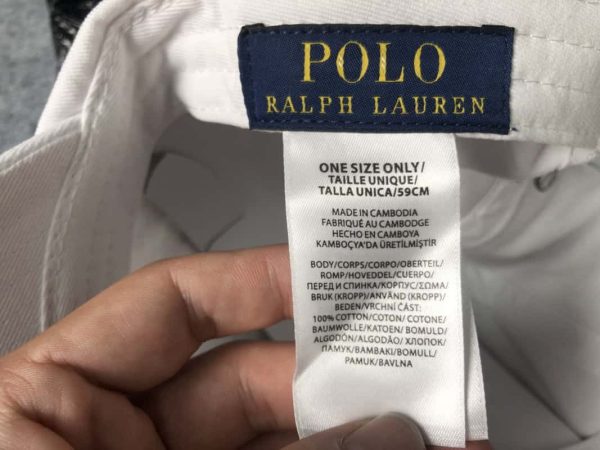 POLO
RALPH LAUREN
ONE SIZE ONLY/
TAILLE UNIQUE/
TALLA UNICA/59CM
MADE IN CAMBODIA
FABRIQUÉ AU CAMBODGE
HECHO EN CAMBOYA
KAMBOÇYA'DA ÜRETİLMİŞTİR
BODY/CORPS/CORPO/OBERTEIL/
ROMP/HOVEDDEL/CUERPO/
ПЕРЕД И СПИНКА/КОРПУС/ΣΩΜΑ/
BRUK (KROPP)/ANVÄND (KROPP)/
BEDEN/VRCHNÍ ČÁST:
100% COTTON/COTON/ COTONE/
BAUMWOLLE/KATOEN/ BOMULD/
ALGODÓN/ALGODÃO/ ХЛОПОК/
ПАМУК/BAMBAKI/ BOMULL/
PAMUK/BAVLNA